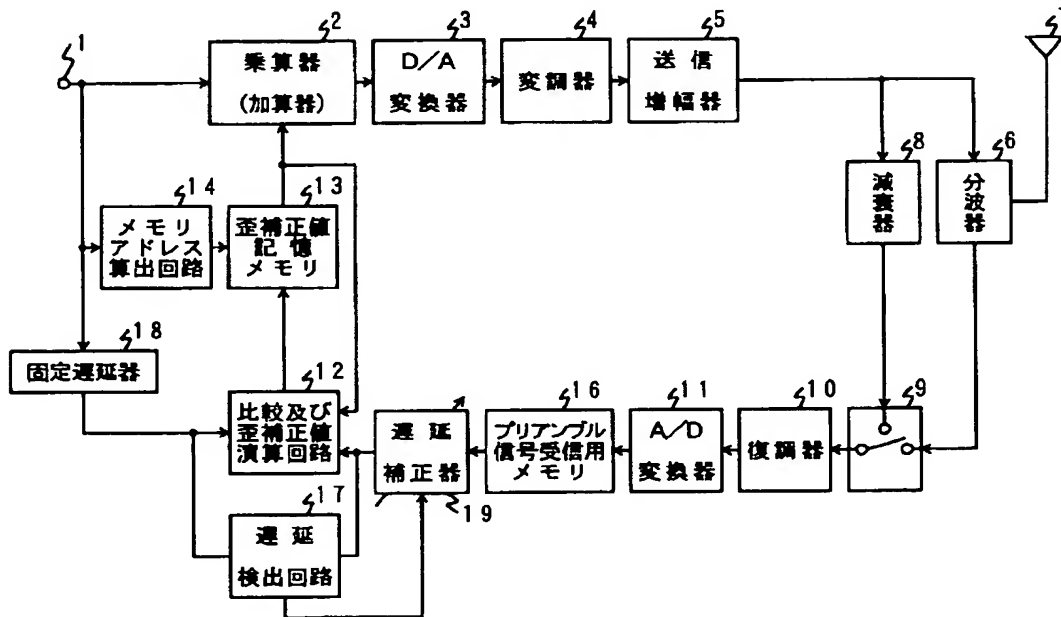 1
2
乗算器
(加算器)
3
D/A
変換器
4
変調器
5
送信
増幅器
8
減衰器
6
分波器
14
メモリ
アドレス
算出回路
13
歪補正値
記憶
メモリ
18
固定遅延器
12
比較及び
歪補正値
演算回路
遅延
補正器
19
16
プリアンブル
信号受信用
メモリ
11
A/D
変換器
10
復調器
9
17
遅延
検出回路